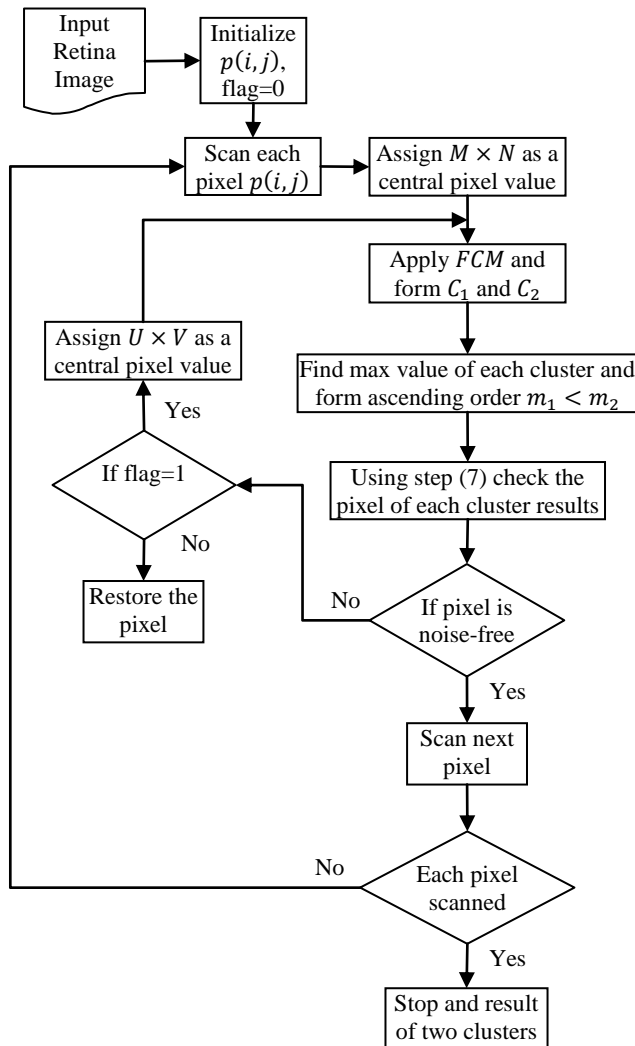 Input
Retina
Image
Initialize
p(i,j),
flag=0
Scan each
pixel p(i,j)
Assign M × N as a
central pixel value
Apply FCM and
form C₁ and C₂
Assign U × V as a
central pixel value
Find max value of each cluster and
form ascending order m₁ < m₂
Yes
If flag=1
Using step (7) check the
pixel of each cluster results
No
Restore the
pixel
No
If pixel is
noise-free
Yes
Scan next
pixel
No
Each pixel
scanned
Yes
Stop and result
of two clusters